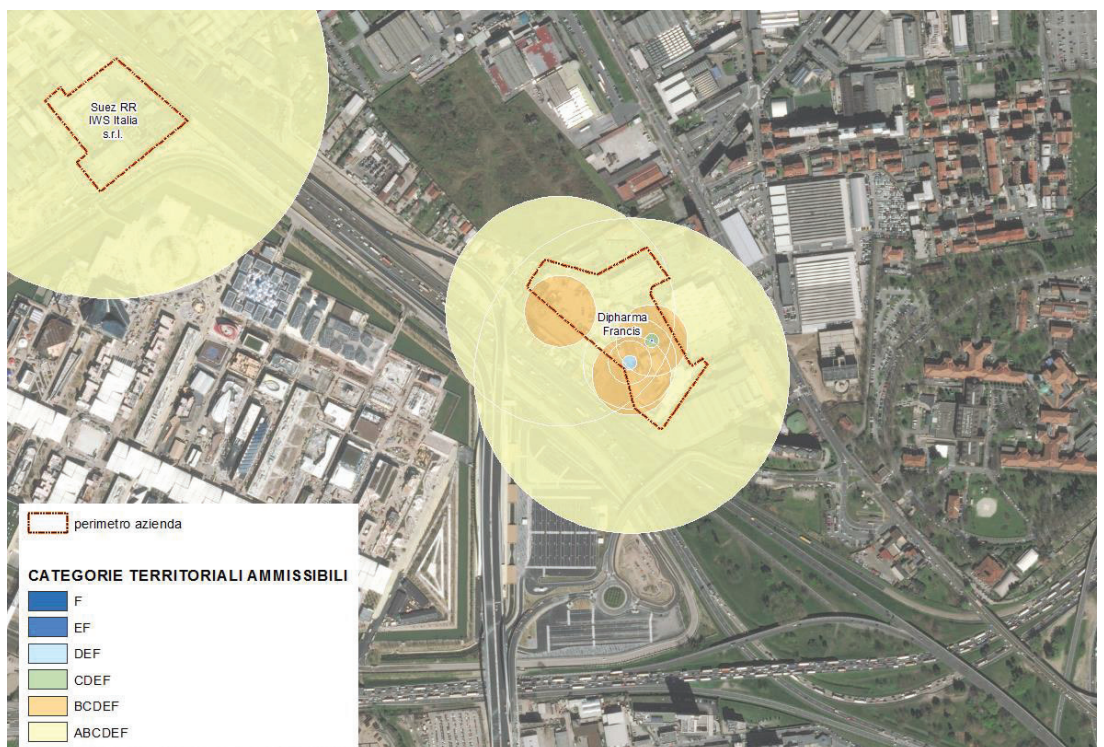 Suez RR
IWS Italia
s.r.l.
Dipharma
Francis
perimetro azienda
CATEGORIE TERRITORIALI AMMISSIBILI
F
EF
DEF
CDEF
BCDEF
ABCDEF